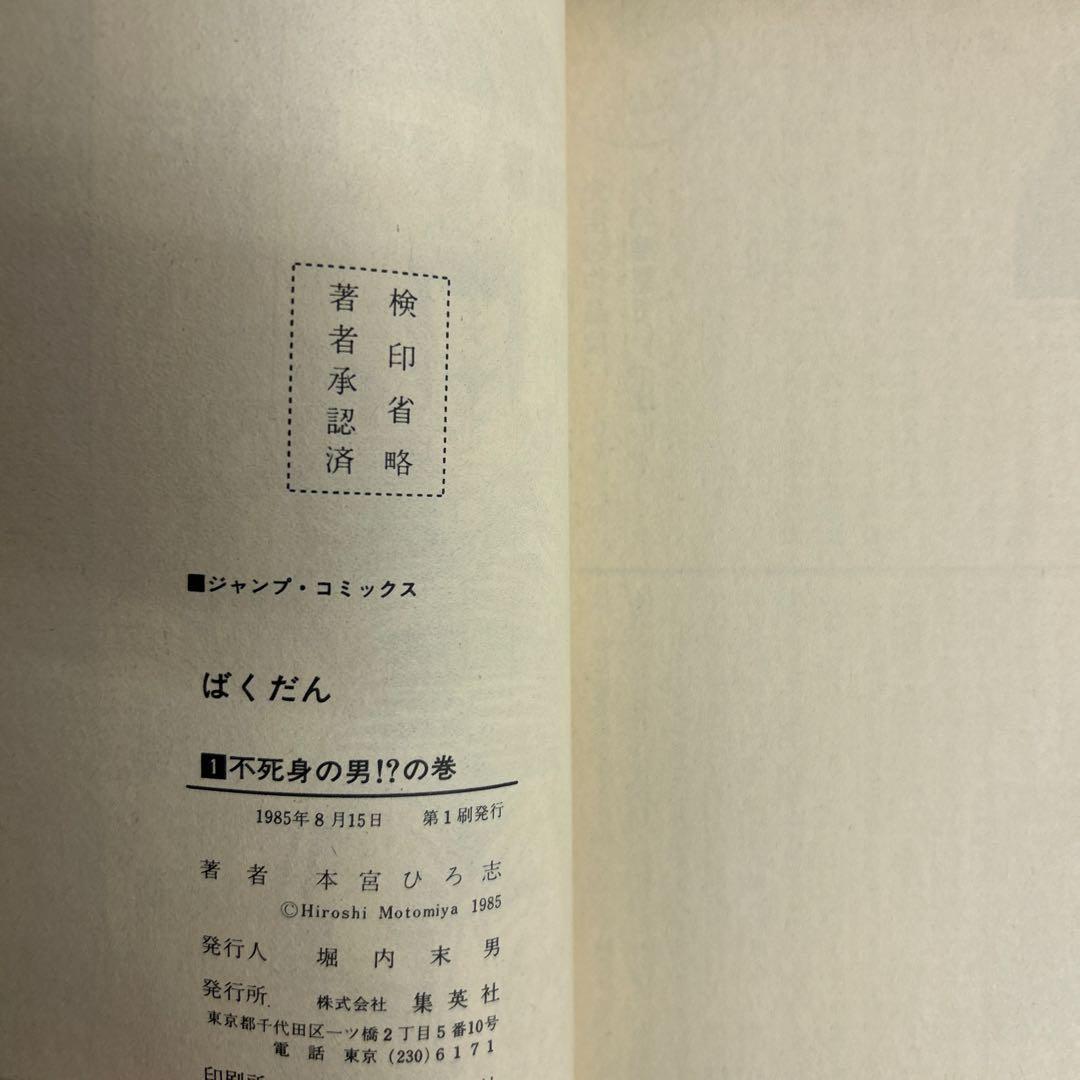 検印省略
著者承認済
■ジャンプ・コミックス
ばくだん
1不死身の男!?の巻
1985年8月15日 第1刷発行
著者 本宮ひろ志
©Hiroshi Motomiya 1985
発行人 堀内末男
発行所 株式会社 集英社
東京都千代田区一ツ橋2丁目5番10号
電話 東京(230)6171
印刷所